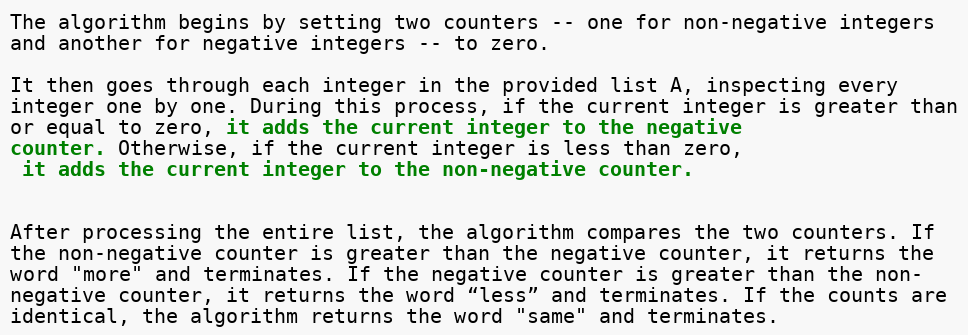 The algorithm begins by setting two counters -- one for non-negative integers
and another for negative integers -- to zero.
It then goes through each integer in the provided list A, inspecting every
integer one by one. During this process, if the current integer is greater than
or equal to zero, it adds the current integer to the negative
counter. Otherwise, if the current integer is less than zero,
it adds the current integer to the non-negative counter.
After processing the entire list, the algorithm compares the two counters. If
the non-negative counter is greater than the negative counter, it returns the
word "more" and terminates. If the negative counter is greater than the non-
negative counter, it returns the word “less” and terminates. If the counts are
identical, the algorithm returns the word "same" and terminates.